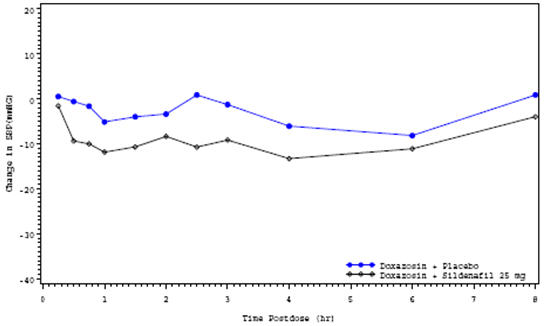 20
10
0
-10
-20
-30
-40
Change in SBP(mmHG)
Doxazosin + Placebo
Doxazosin + Sildenafil 25 mg
0 1 2 3 4 5 6 7 8
Time Postdose (hr)